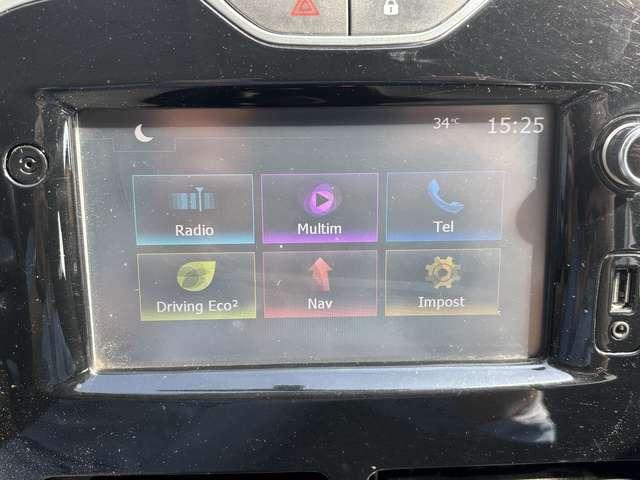 34°C 15:25
Radio Multim Tel
Driving Eco² Nav Impost